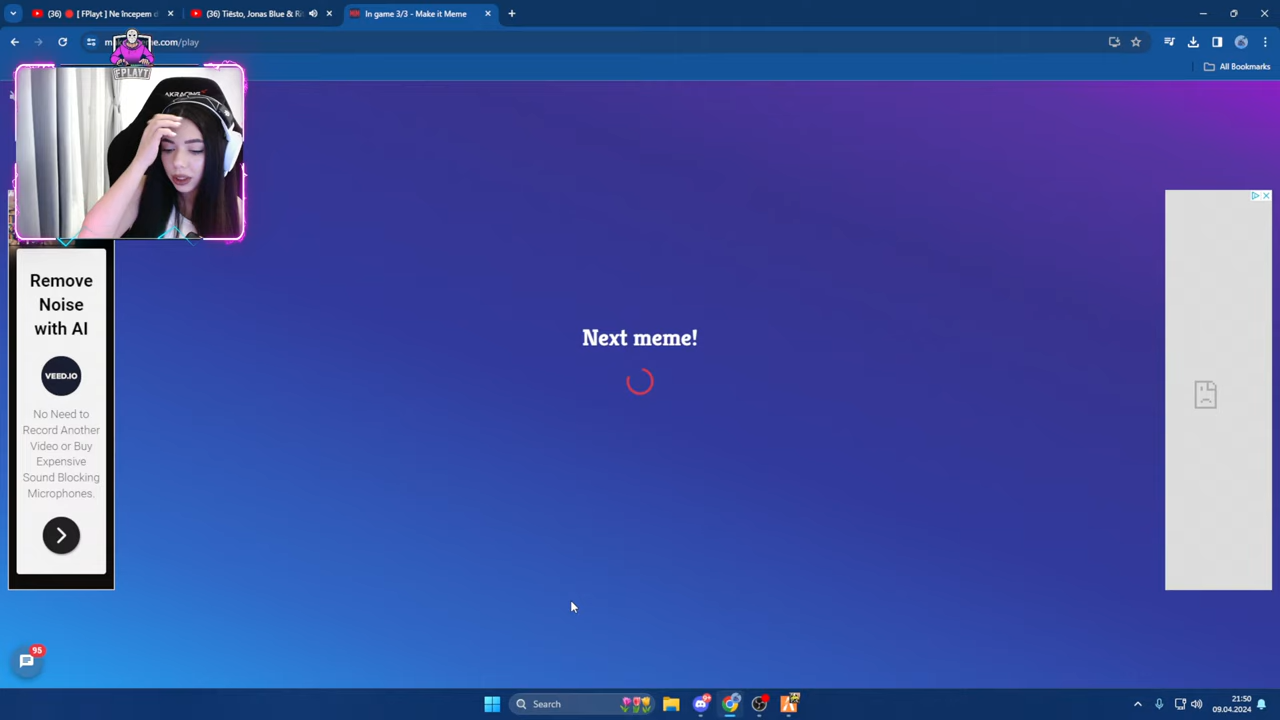 (36) 🔴 [ FPlayt ] Ne începem d
(36) Tiësto, Jonas Blue & Ri
In game 3/3 - Make it Meme
.com/play
All Bookmarks
AKRACING
FPLAYT
Next meme!
Remove
Noise
with AI
VEED.IO
No Need to
Record Another
Video or Buy
Expensive
Sound Blocking
Microphones.
95
Search
21:50
09.04.2024